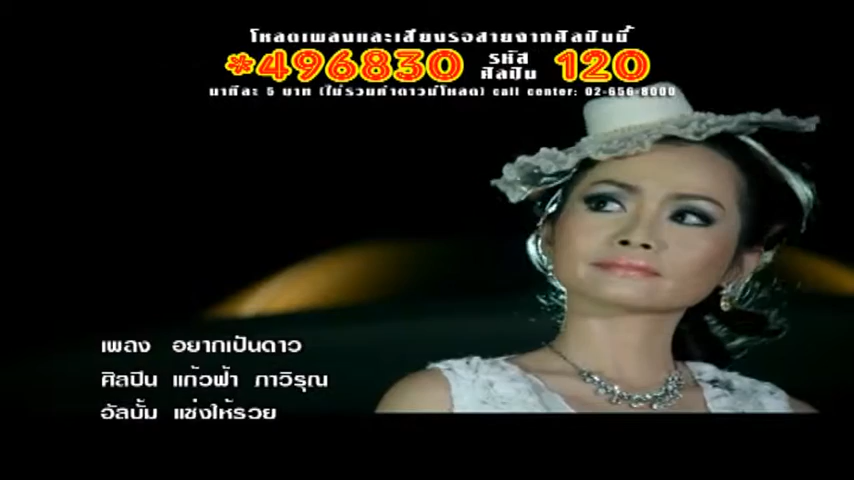 โหลดเพลงและเสียงรอสายจากศิลปินนี้
*496830 รหัสศิลปิน 120
นาทีละ 5 บาท (ไม่รวมค่าดาวน์โหลด) call center: 02-656-8000
เพลง อยากเป็นดาว
ศิลปิน แก้วฟ้า ภาวิรุณ
อัลบั้ม แช่งให้รวย